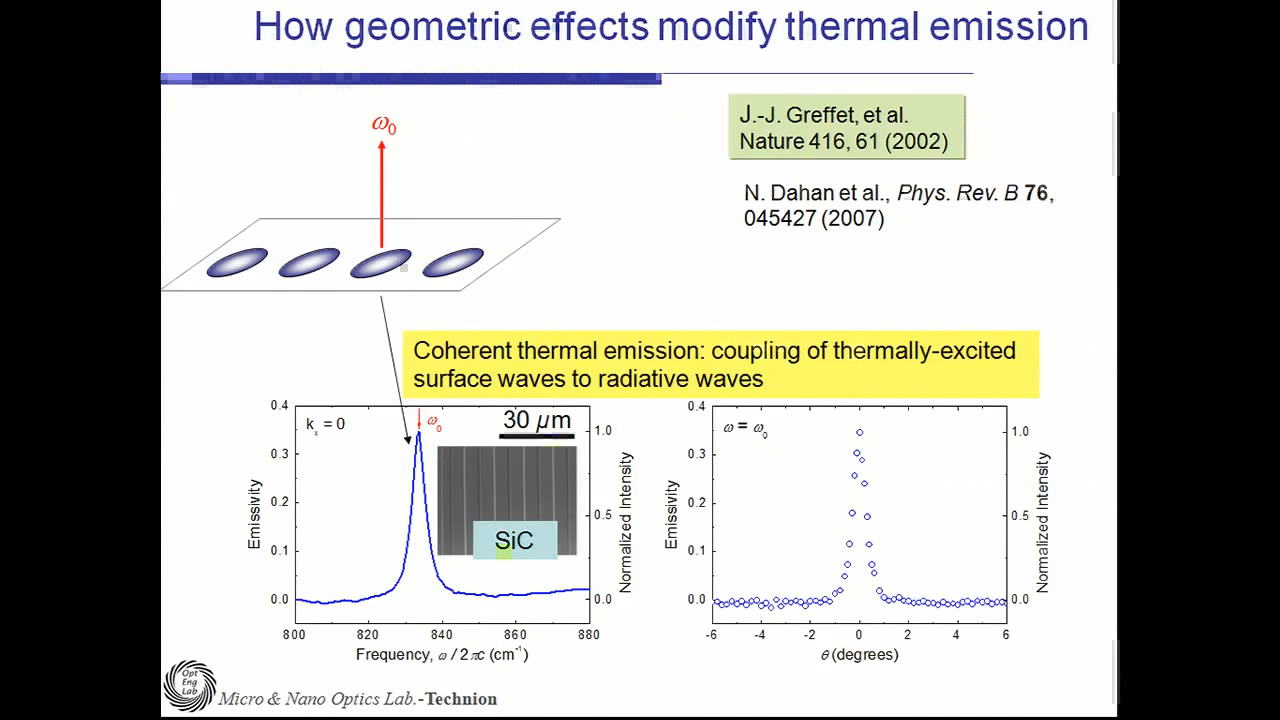 How geometric effects modify thermal emission
J.-J. Greffet, et al.
Nature 416, 61 (2002)
N. Dahan et al., Phys. Rev. B 76,
045427 (2007)
ω0
Coherent thermal emission: coupling of thermally-excited
surface waves to radiative waves
0.4
0.3
0.2
0.1
0.0
Emissivity
kx = 0
ω0
30 µm
SiC
1.0
0.5
0.0
Normalized Intensity
800 820 840 860 880
Frequency, ω / 2πc (cm-1)
0.4
0.3
0.2
0.1
0.0
Emissivity
ω = ω0
1.0
0.5
0.0
Normalized Intensity
-6 -4 -2 0 2 4 6
θ (degrees)
Opt
Eng
Lab
Micro & Nano Optics Lab.-Technion